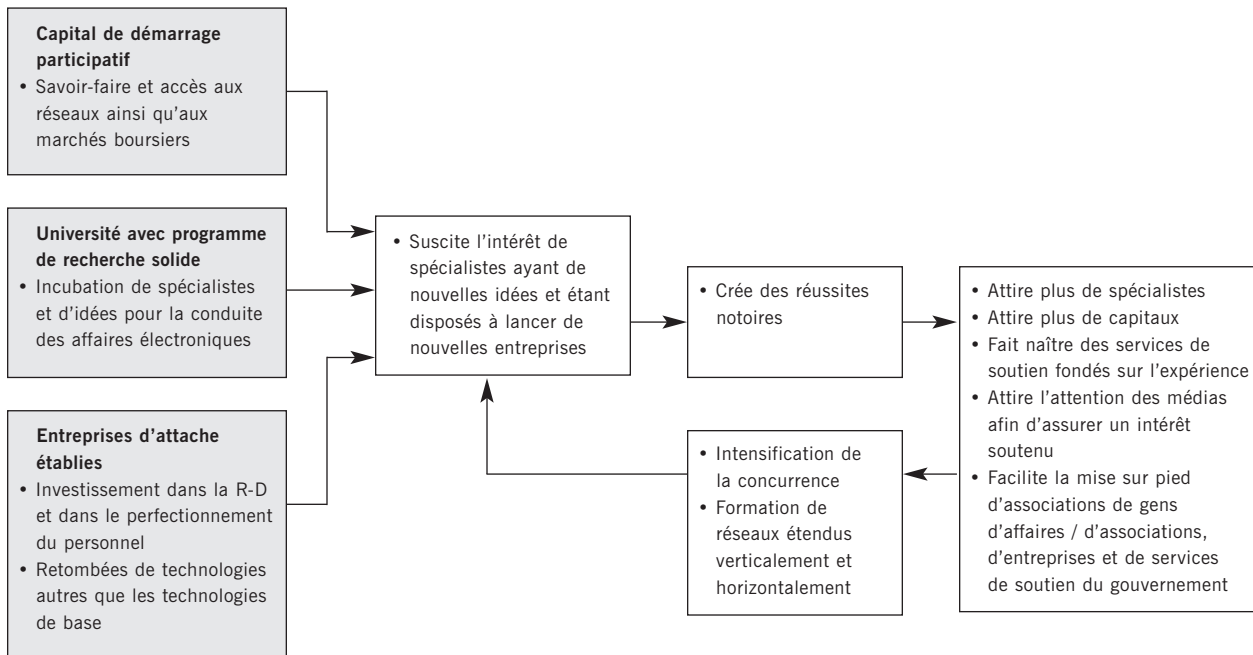 Capital de démarrage
participatif
• Savoir-faire et accès aux
réseaux ainsi qu'aux
marchés boursiers
Université avec programme
de recherche solide
• Incubation de spécialistes
et d'idées pour la conduite
des affaires électroniques
Entreprises d'attache
établies
• Investissement dans la R-D
et dans le perfectionnement
du personnel
• Retombées de technologies
autres que les technologies
de base
• Suscite l'intérêt de
spécialistes ayant de
nouvelles idées et étant
disposés à lancer de
nouvelles entreprises
• Crée des réussites
notoires
• Attire plus de spécialistes
• Attire plus de capitaux
• Fait naître des services de
soutien fondés sur l'expérience
• Attire l'attention des médias
afin d'assurer un intérêt
soutenu
• Facilite la mise sur pied
d'associations de gens
d'affaires / d'associations,
d'entreprises et de services
de soutien du gouvernement
• Intensification de
la concurrence
• Formation de
réseaux étendus
verticalement et
horizontalement